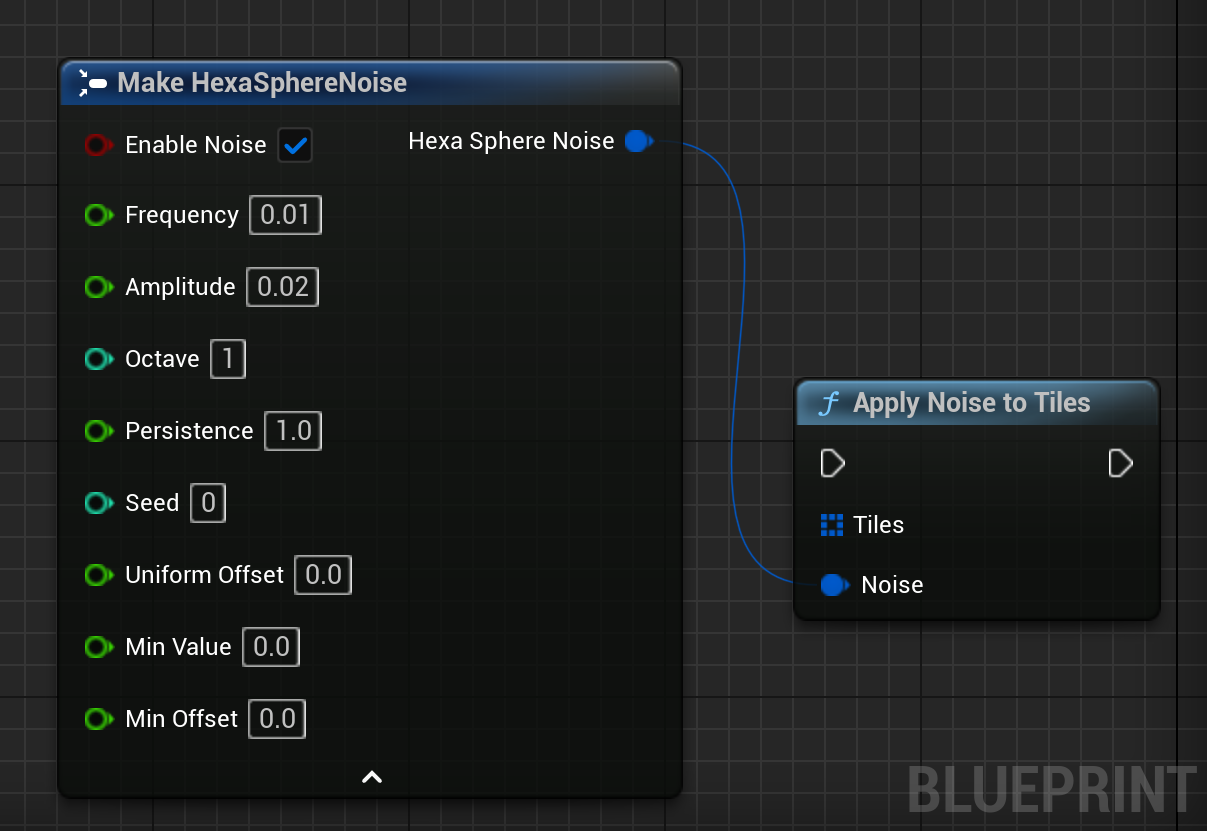 Make HexaSphereNoise
Enable Noise
Hexa Sphere Noise
Frequency 0.01
Amplitude 0.02
Octave 1
Persistence 1.0
Seed 0
Uniform Offset 0.0
Min Value 0.0
Min Offset 0.0
f Apply Noise to Tiles
Tiles
Noise
BLUEPRINT